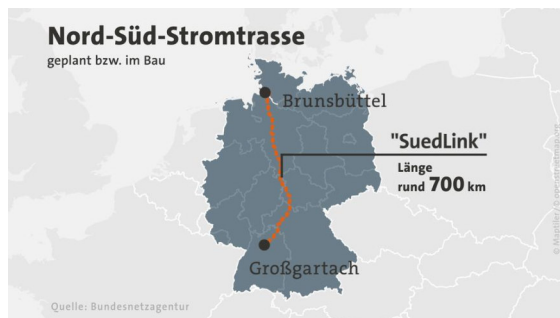 Nord-Süd-Stromtrasse
geplant bzw. im Bau
Brunsbüttel
"SuedLink"
Länge
rund 700 km
Großgartach
Quelle: Bundesnetzagentur